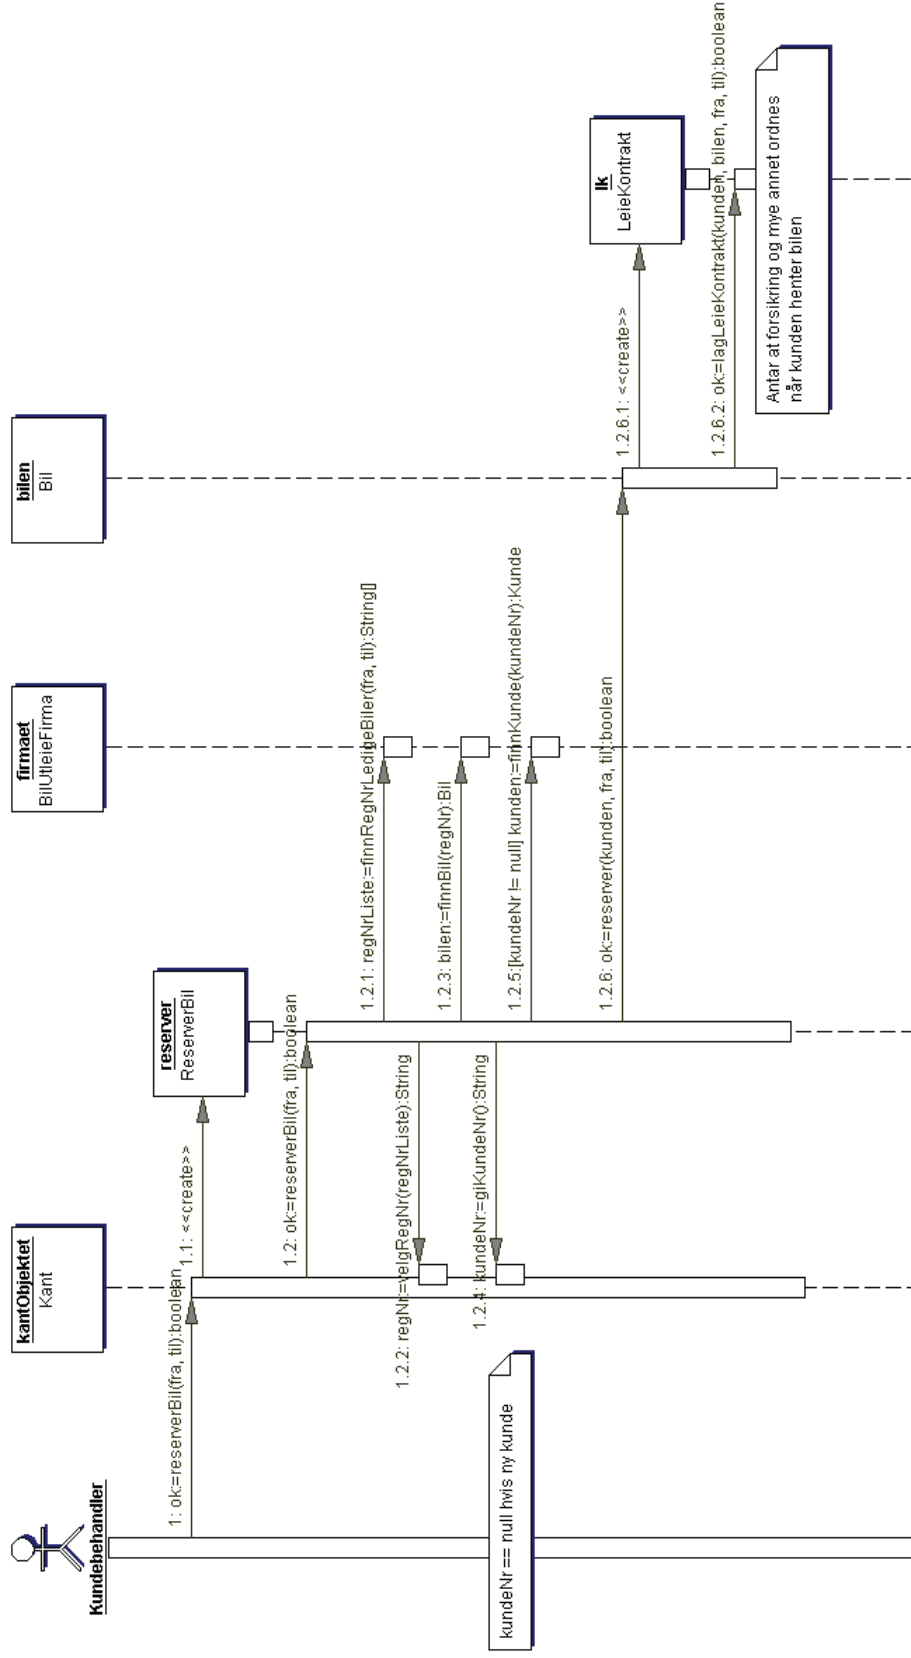 Kundebehandler
kantObjektet
Kant
reserver
ReserverBil
firmaet
BilUtleieFirma
bilen
Bil
lk
LeieKontrakt
1: ok:=reserverBil(fra, til):boolean
1.1: <<create>>
1.2: ok:=reserverBil(fra, til):boolean
1.2.1: regNrListe:=finnRegNrLedigeBiler(fra, til):String[]
1.2.2: regNr:=velgRegNr(regNrListe):String
1.2.3: bilen:=finnBil(regNr):Bil
1.2.4: kundeNr:=giKundeNr():String
1.2.5:[kundeNr != null] kunden:=finnKunde(kundeNr):Kunde
1.2.6: ok:=reserver(kunden, fra, til):boolean
1.2.6.1: <<create>>
1.2.6.2: ok:=lagLeieKontrakt(kunden, bilen, fra, til):boolean
kundeNr == null hvis ny kunde
Antar at forsikring og mye annet ordnes
når kunden henter bilen